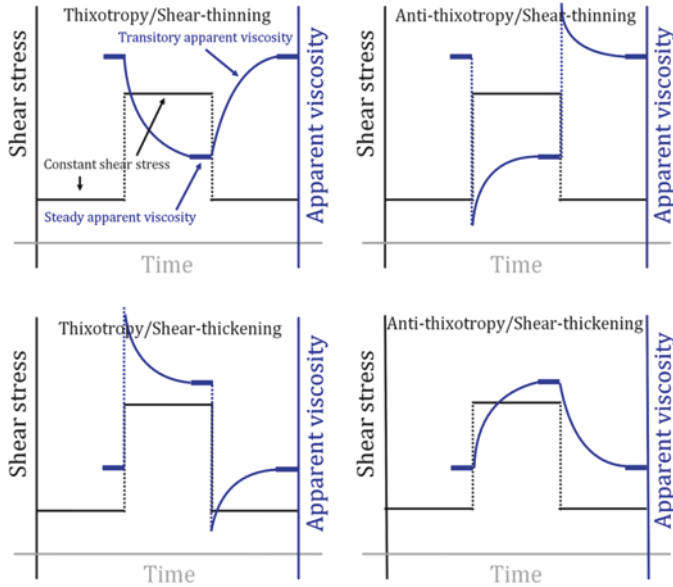 Thixotropy/Shear-thinning
Transitory apparent viscosity
Constant shear stress
Steady apparent viscosity
Shear stress
Apparent viscosity
Time
Anti-thixotropy/Shear-thinning
Shear stress
Apparent viscosity
Time
Thixotropy/Shear-thickening
Shear stress
Apparent viscosity
Time
Anti-thixotropy/Shear-thickening
Shear stress
Apparent viscosity
Time